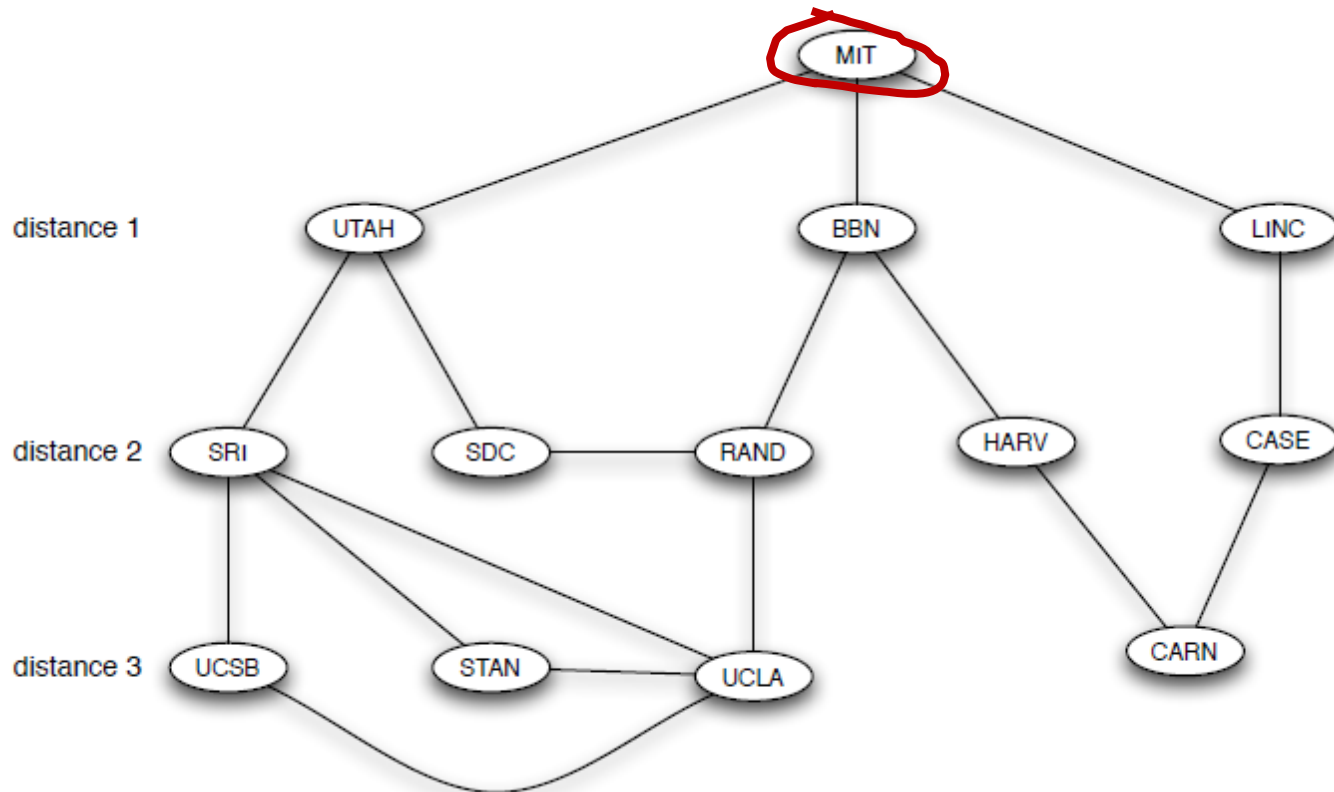 MIT
distance 1 UTAH BBN LINC
distance 2 SRI SDC RAND HARV CASE
distance 3 UCSB STAN UCLA CARN